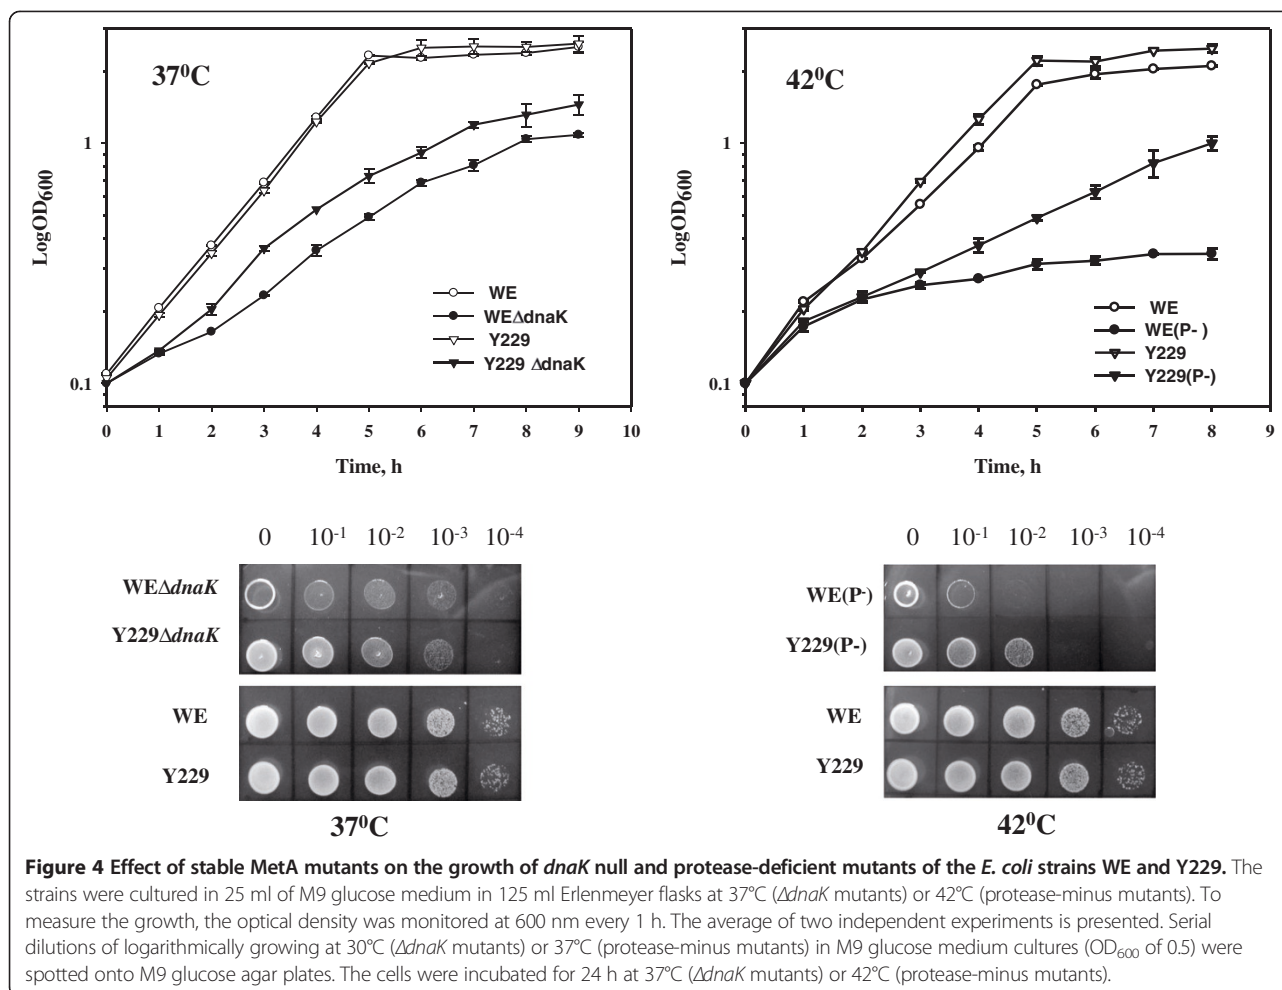 37⁰C
LogOD600
1
0.1
WE
WEΔdnaK
Y229
Y229 ΔdnaK
0 1 2 3 4 5 6 7 8 9 10
Time, h
42⁰C
LogOD600
1
0.1
WE
WE(P- )
Y229
Y229(P-)
0 1 2 3 4 5 6 7 8 9
Time, h
0 10-1 10-2 10-3 10-4
WEΔdnaK
Y229ΔdnaK
WE
Y229
37⁰C
0 10-1 10-2 10-3 10-4
WE(P-)
Y229(P-)
WE
Y229
42⁰C
Figure 4 Effect of stable MetA mutants on the growth of dnaK null and protease-deficient mutants of the E. coli strains WE and Y229. The
strains were cultured in 25 ml of M9 glucose medium in 125 ml Erlenmeyer flasks at 37°C (ΔdnaK mutants) or 42°C (protease-minus mutants). To
measure the growth, the optical density was monitored at 600 nm every 1 h. The average of two independent experiments is presented. Serial
dilutions of logarithmically growing at 30°C (ΔdnaK mutants) or 37°C (protease-minus mutants) in M9 glucose medium cultures (OD600 of 0.5) were
spotted onto M9 glucose agar plates. The cells were incubated for 24 h at 37°C (ΔdnaK mutants) or 42°C (protease-minus mutants).